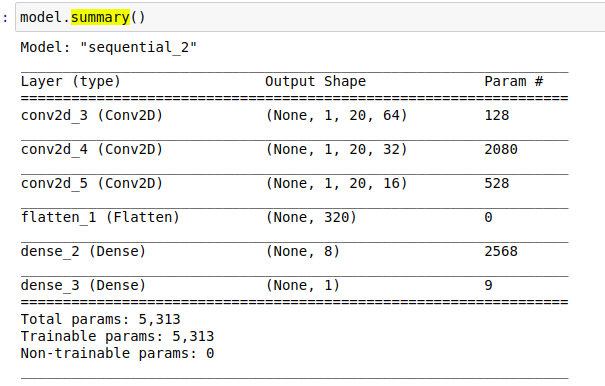 : model.summary()
Model: "sequential_2"
Layer (type) Output Shape Param #
conv2d_3 (Conv2D) (None, 1, 20, 64) 128
conv2d_4 (Conv2D) (None, 1, 20, 32) 2080
conv2d_5 (Conv2D) (None, 1, 20, 16) 528
flatten_1 (Flatten) (None, 320) 0
dense_2 (Dense) (None, 8) 2568
dense_3 (Dense) (None, 1) 9
Total params: 5,313
Trainable params: 5,313
Non-trainable params: 0